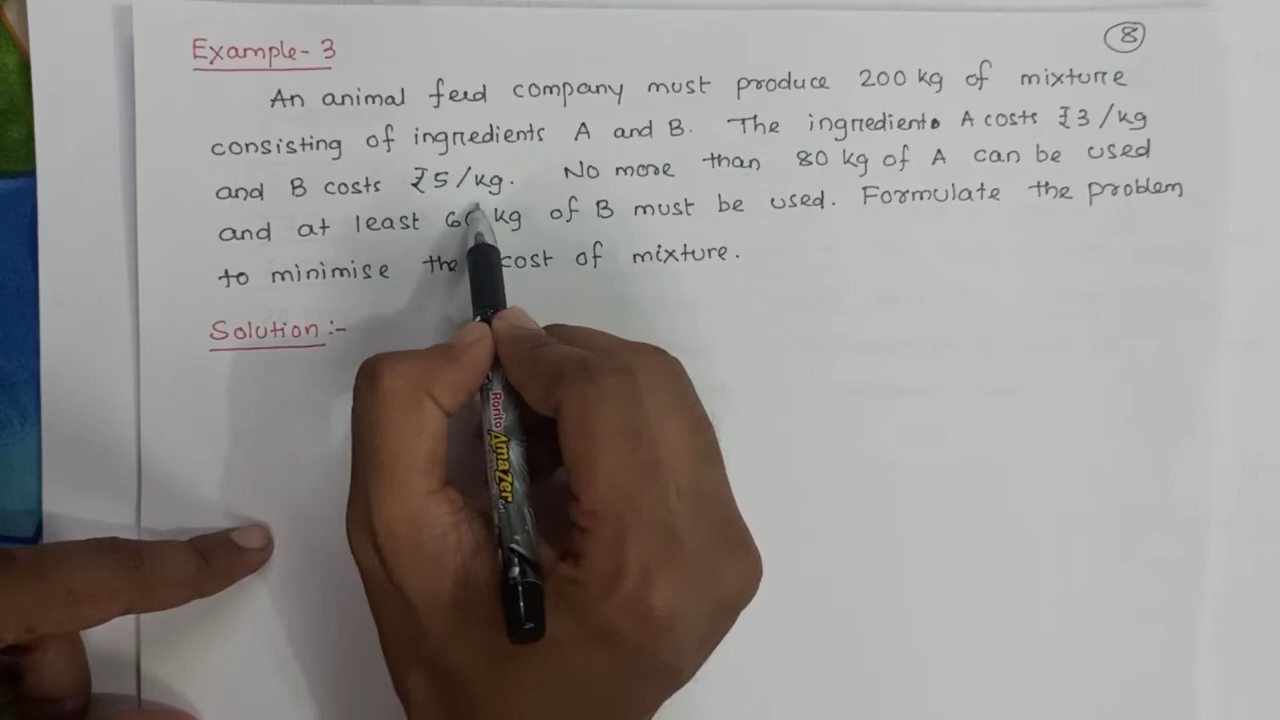 8
Example- 3
An animal feed company must produce 200 kg of mixture
consisting of ingredients A and B. The ingredients A costs ₹3/kg
and B costs ₹5/kg. No more than 80 kg of A can be used
and at least 60 kg of B must be used. Formulate the problem
to minimise the cost of mixture.
Solution :-
Rorito AmaZer